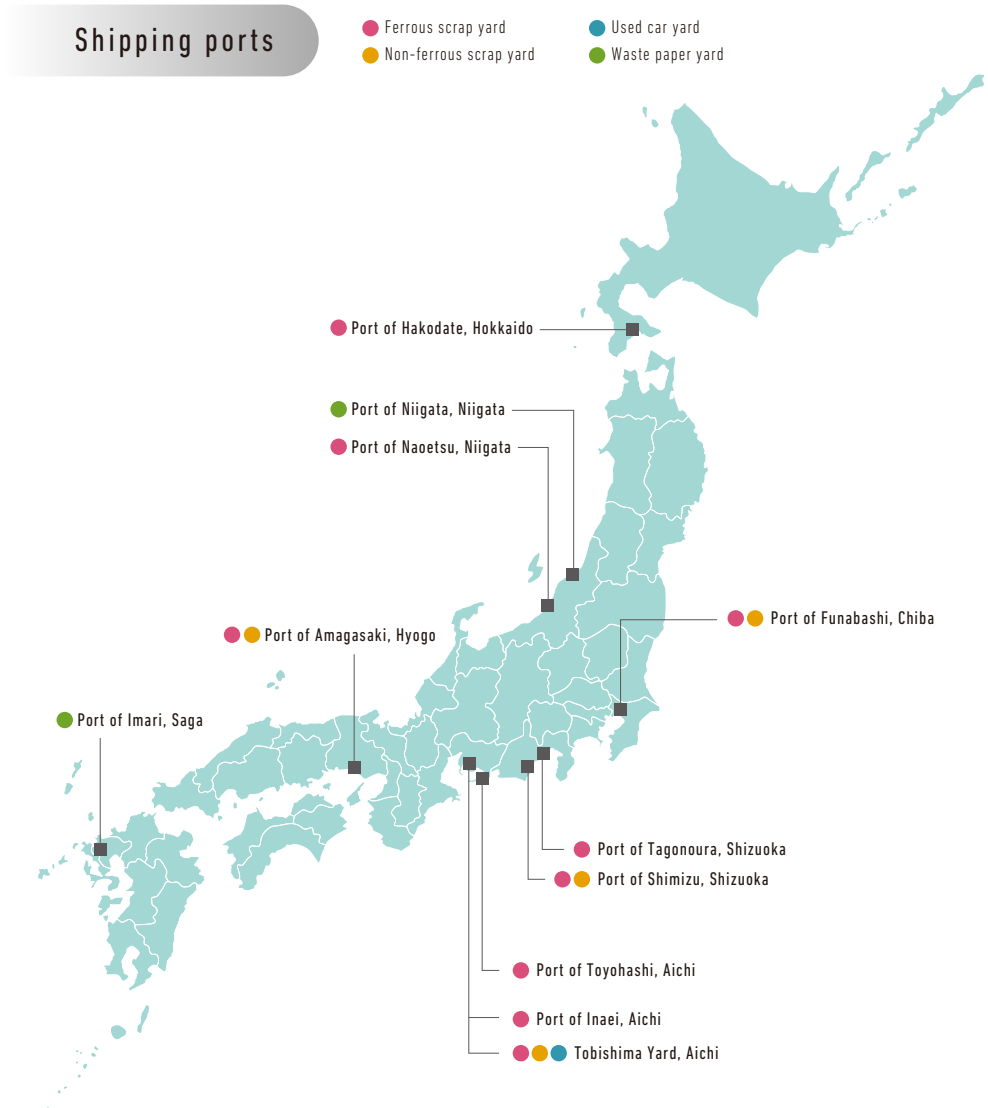 Shipping ports
Ferrous scrap yard
Used car yard
Non-ferrous scrap yard
Waste paper yard
Port of Hakodate, Hokkaido
Port of Niigata, Niigata
Port of Naoetsu, Niigata
Port of Funabashi, Chiba
Port of Amagasaki, Hyogo
Port of Imari, Saga
Port of Tagonoura, Shizuoka
Port of Shimizu, Shizuoka
Port of Toyohashi, Aichi
Port of Inaei, Aichi
Tobishima Yard, Aichi